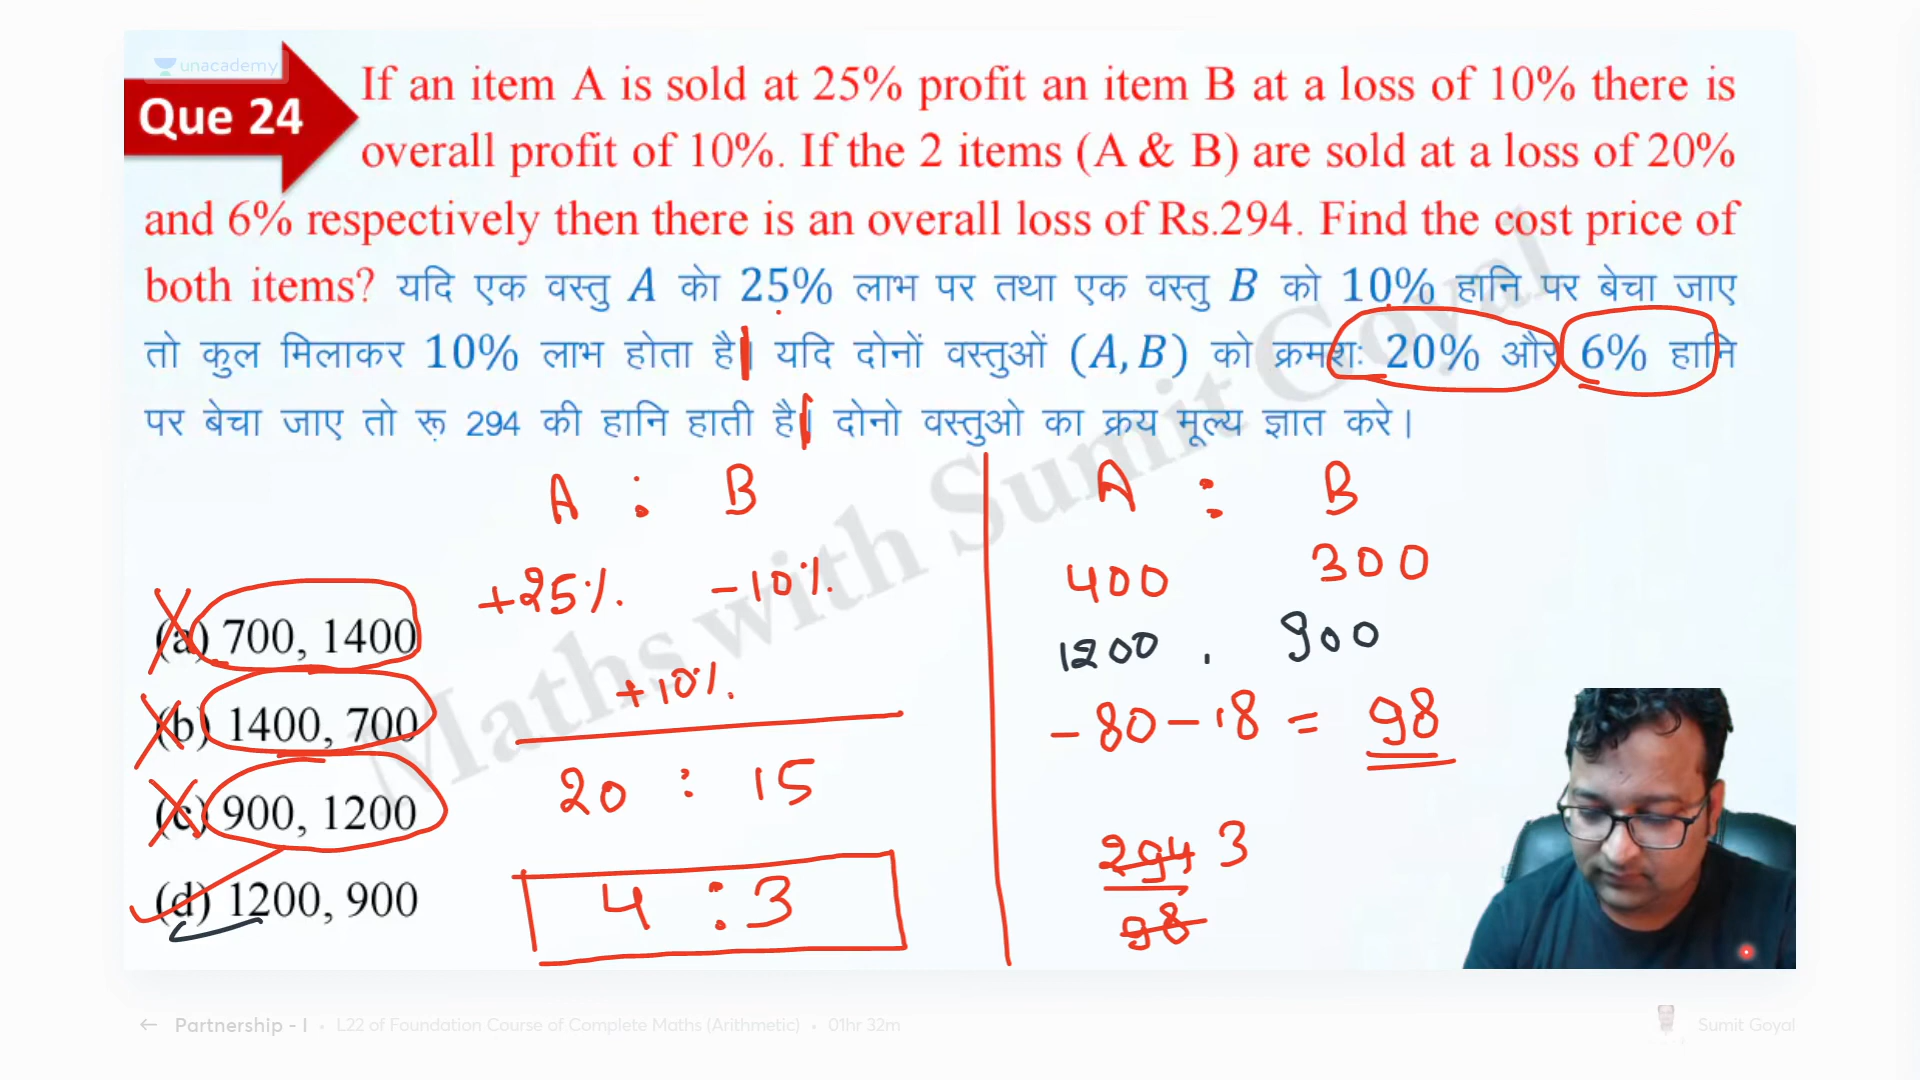 unacademy
Que 24
If an item A is sold at 25% profit an item B at a loss of 10% there is
overall profit of 10%. If the 2 items (A & B) are sold at a loss of 20%
and 6% respectively then there is an overall loss of Rs.294. Find the cost price of
both items? यदि एक वस्तु A केा 25% लाभ पर तथा एक वस्तु B को 10% हानि पर बेचा जाए
तो कुल मिलाकर 10% लाभ होता है। यदि दोनों वस्तुओं (A, B) को क्रमशः 20% और 6% हानि
पर बेचा जाए तो रू़ 294 की हानि हाती है। दोनो वस्तुओ का क्रय मूल्य ज्ञात करे।
Maths with Sumit Goyal
(a) 700, 1400
(b) 1400, 700
(c) 900, 1200
(d) 1200, 900
A : B
+25% -10%
+10%
20 : 15
4 : 3
A : B
400 300
1200 . 900
-80-18 = 98
294 3
98
← Partnership - I • L22 of Foundation Course of Complete Maths (Arithmetic) • 01hr 32m
Sumit Goyal